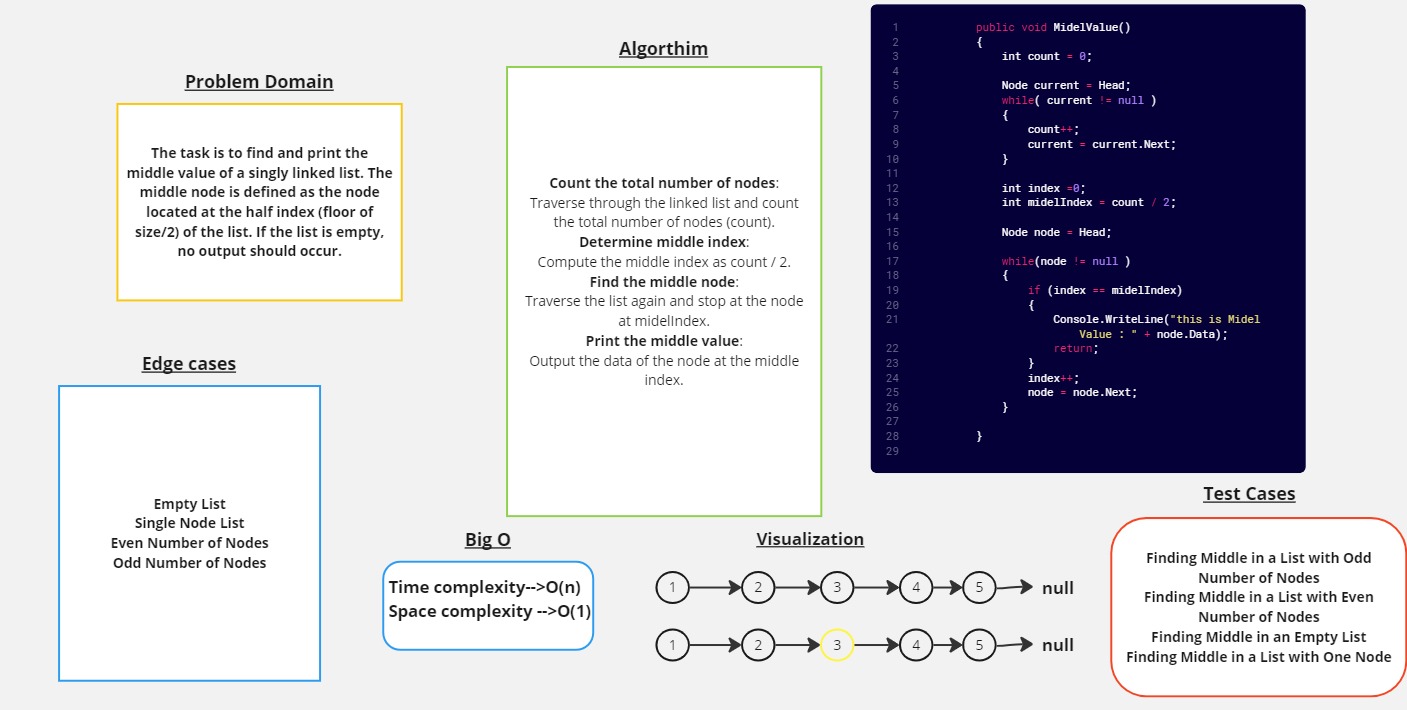 Problem Domain
The task is to find and print the
middle value of a singly linked list. The
middle node is defined as the node
located at the half index (floor of
size/2) of the list. If the list is empty,
no output should occur.
Edge cases
Empty List
Single Node List
Even Number of Nodes
Odd Number of Nodes
Algorthim
Count the total number of nodes:
Traverse through the linked list and count
the total number of nodes (count).
Determine middle index:
Compute the middle index as count / 2.
Find the middle node:
Traverse the list again and stop at the node
at midelIndex.
Print the middle value:
Output the data of the node at the middle
index.
Big O
Time complexity-->O(n)
Space complexity -->O(1)
1 public void MidelValue()
2 {
3 int count = 0;
4
5 Node current = Head;
6 while( current != null )
7 {
8 count++;
9 current = current.Next;
10 }
11
12 int index =0;
13 int midelIndex = count / 2;
14
15 Node node = Head;
16
17 while(node != null )
18 {
19 if (index == midelIndex)
20 {
21 Console.WriteLine("this is Midel
Value : " + node.Data);
22 return;
23 }
24 index++;
25 node = node.Next;
26 }
27
28 }
29
Visualization
1 2 3 4 5 null
1 2 3 4 5 null
Test Cases
Finding Middle in a List with Odd
Number of Nodes
Finding Middle in a List with Even
Number of Nodes
Finding Middle in an Empty List
Finding Middle in a List with One Node